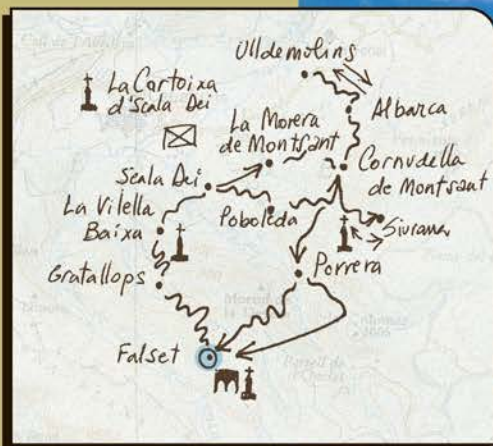 Ulldemolins
La Cartoixa
d'Scala Dei
Albarca
La Morera
de Montsant
Cornudella
de Montsant
Scala Dei
La Vilella
Baixa
Poboleda
Siurana
Gratallops
Porrera
Falset